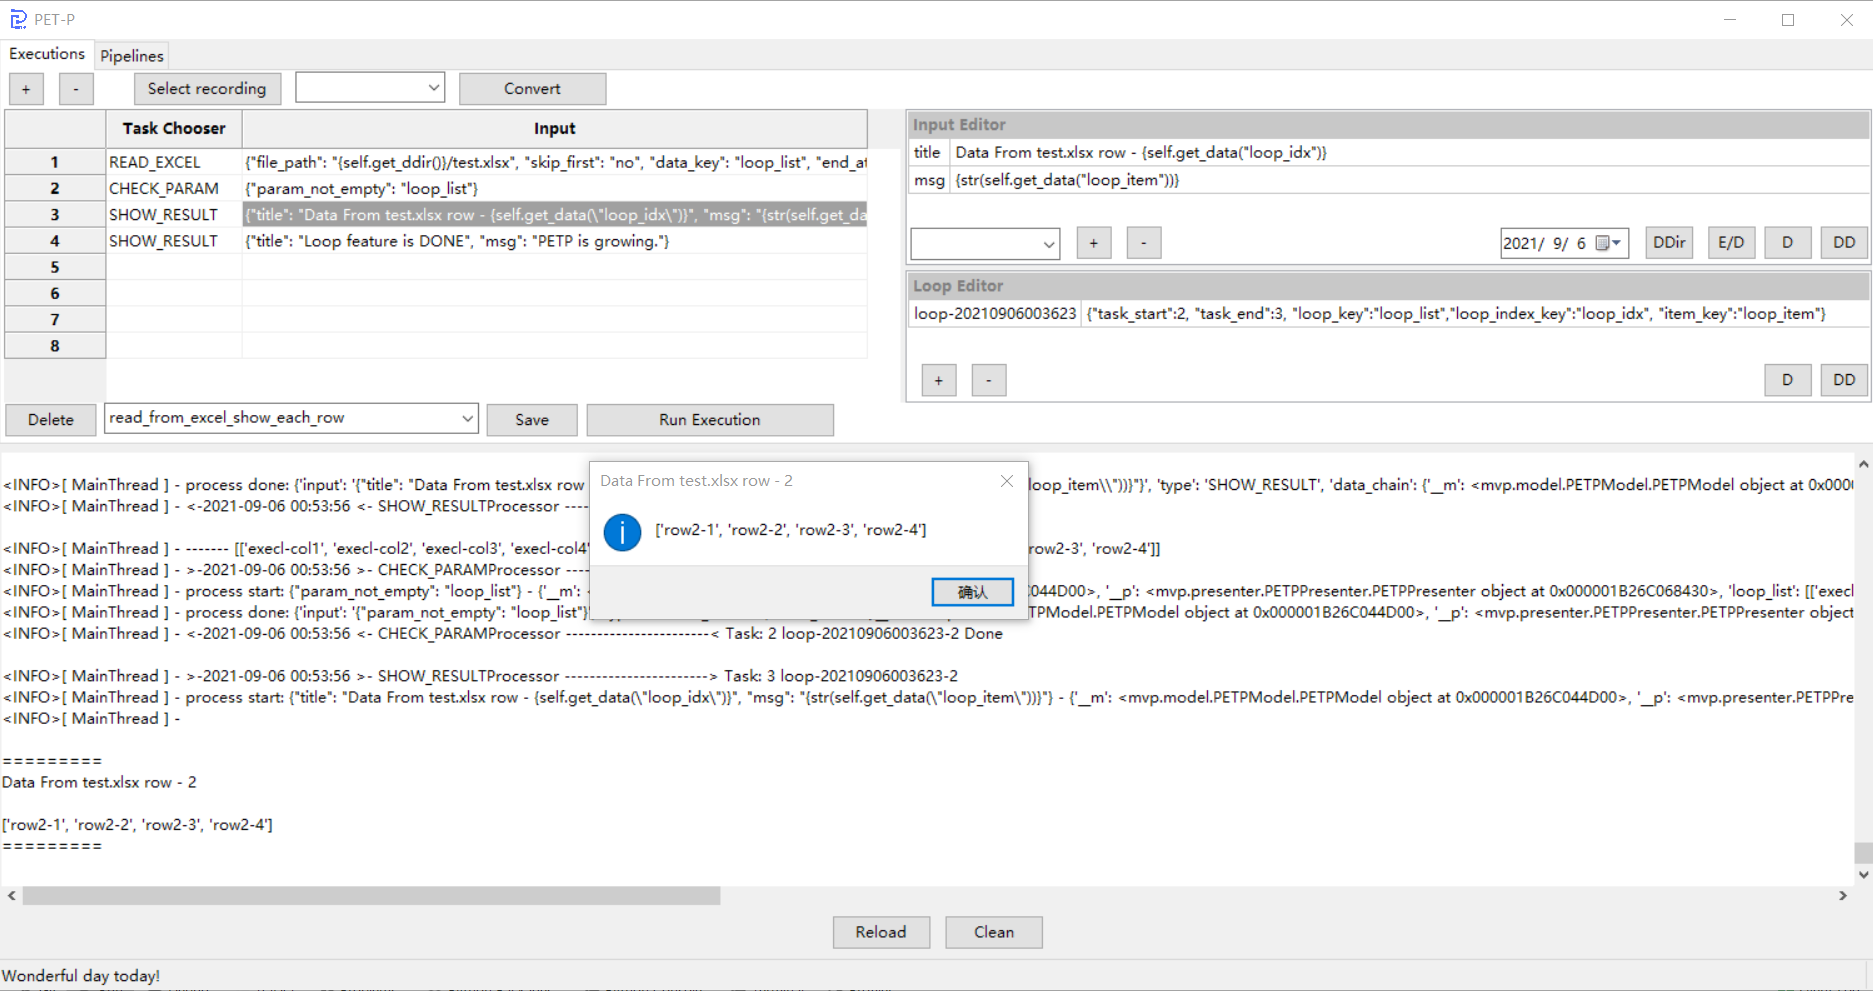 PET-P
Executions Pipelines
+ - Select recording Convert
Task Chooser Input
1 READ_EXCEL {"file_path": "{self.get_ddir()}/test.xlsx", "skip_first": "no", "data_key": "loop_list", "end_at
2 CHECK_PARAM {"param_not_empty": "loop_list"}
3 SHOW_RESULT {"title": "Data From test.xlsx row - {self.get_data(\"loop_idx\")}", "msg": "{str(self.get_da
4 SHOW_RESULT {"title": "Loop feature is DONE", "msg": "PETP is growing."}
5
6
7
8
Delete read_from_excel_show_each_row Save Run Execution
Input Editor
title Data From test.xlsx row - {self.get_data("loop_idx")}
msg {str(self.get_data("loop_item"))}
+ - 2021/ 9/ 6 DDir E/D D DD
Loop Editor
loop-20210906003623 {"task_start":2, "task_end":3, "loop_key":"loop_list","loop_index_key":"loop_idx", "item_key":"loop_item"}
+ - D DD
<INFO>[ MainThread ] - process done: {'input': '{"title": "Data From test.xlsx row loop_item\\"))}"}', 'type': 'SHOW_RESULT', 'data_chain': {'__m': <mvp.model.PETPModel.PETPModel object at 0x000
<INFO>[ MainThread ] - <-2021-09-06 00:53:56 <- SHOW_RESULTProcessor ----
<INFO>[ MainThread ] - ------- [['execl-col1', 'execl-col2', 'execl-col3', 'execl-col4' row2-3', 'row2-4']]
<INFO>[ MainThread ] - >-2021-09-06 00:53:56 >- CHECK_PARAMProcessor ----
<INFO>[ MainThread ] - process start: {"param_not_empty": "loop_list"} - {'__m': 044D00>, '__p': <mvp.presenter.PETPPresenter.PETPPresenter object at 0x000001B26C068430>, 'loop_list': [['execl
<INFO>[ MainThread ] - process done: {'input': '{"param_not_empty": "loop_list"} TPModel.PETPModel object at 0x000001B26C044D00>, '__p': <mvp.presenter.PETPPresenter.PETPPresenter object
<INFO>[ MainThread ] - <-2021-09-06 00:53:56 <- CHECK_PARAMProcessor -----------------------< Task: 2 loop-20210906003623-2 Done
<INFO>[ MainThread ] - >-2021-09-06 00:53:56 >- SHOW_RESULTProcessor -----------------------> Task: 3 loop-20210906003623-2
<INFO>[ MainThread ] - process start: {"title": "Data From test.xlsx row - {self.get_data(\"loop_idx\")}", "msg": "{str(self.get_data(\"loop_item\"))}"} - {'__m': <mvp.model.PETPModel.PETPModel object at 0x000001B26C044D00>, '__p': <mvp.presenter.PETPPre
<INFO>[ MainThread ] -
=========
Data From test.xlsx row - 2
['row2-1', 'row2-2', 'row2-3', 'row2-4']
=========
Data From test.xlsx row - 2
['row2-1', 'row2-2', 'row2-3', 'row2-4']
确认
Reload Clean
Wonderful day today!